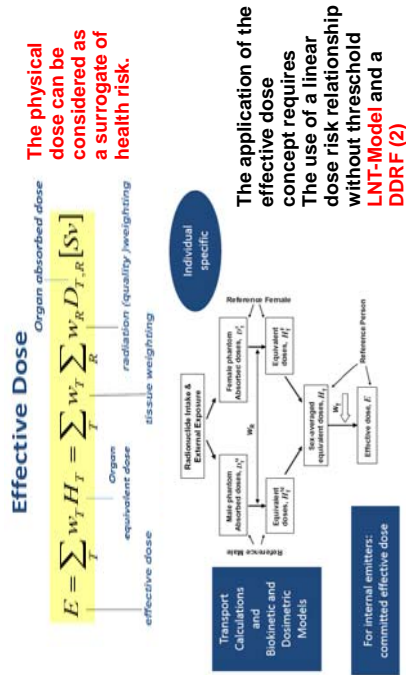 Effective Dose
Organ absorbed dose
E = ∑_T w_T H_T = ∑_T w_T ∑_R w_R D_{T,R} [Sv]
effective dose
Organ
equivalent dose
tissue weighting
radiation (quality )weighting
The physical
dose can be
considered as
a surrogate of
health risk.
Transport
Calculations
and
Biokinetic and
Dosimetric
Models
For internal emitters:
committed effective dose
Radionuclide Intake &
External Exposure
Male phantom
Absorbed doses, D_T^M
Female phantom
Absorbed doses, D_T^F
w_R
Reference Male
Reference Female
Equivalent
doses, H_T^M
Equivalent
doses, H_T^F
Sex-averaged
equivalent doses, H_T
w_T
Effective dose, E
Reference Person
Individual
specific
The application of the
effective dose
concept requires
The use of a linear
dose risk relationship
without threshold
LNT-Model and a
DDRF (2)